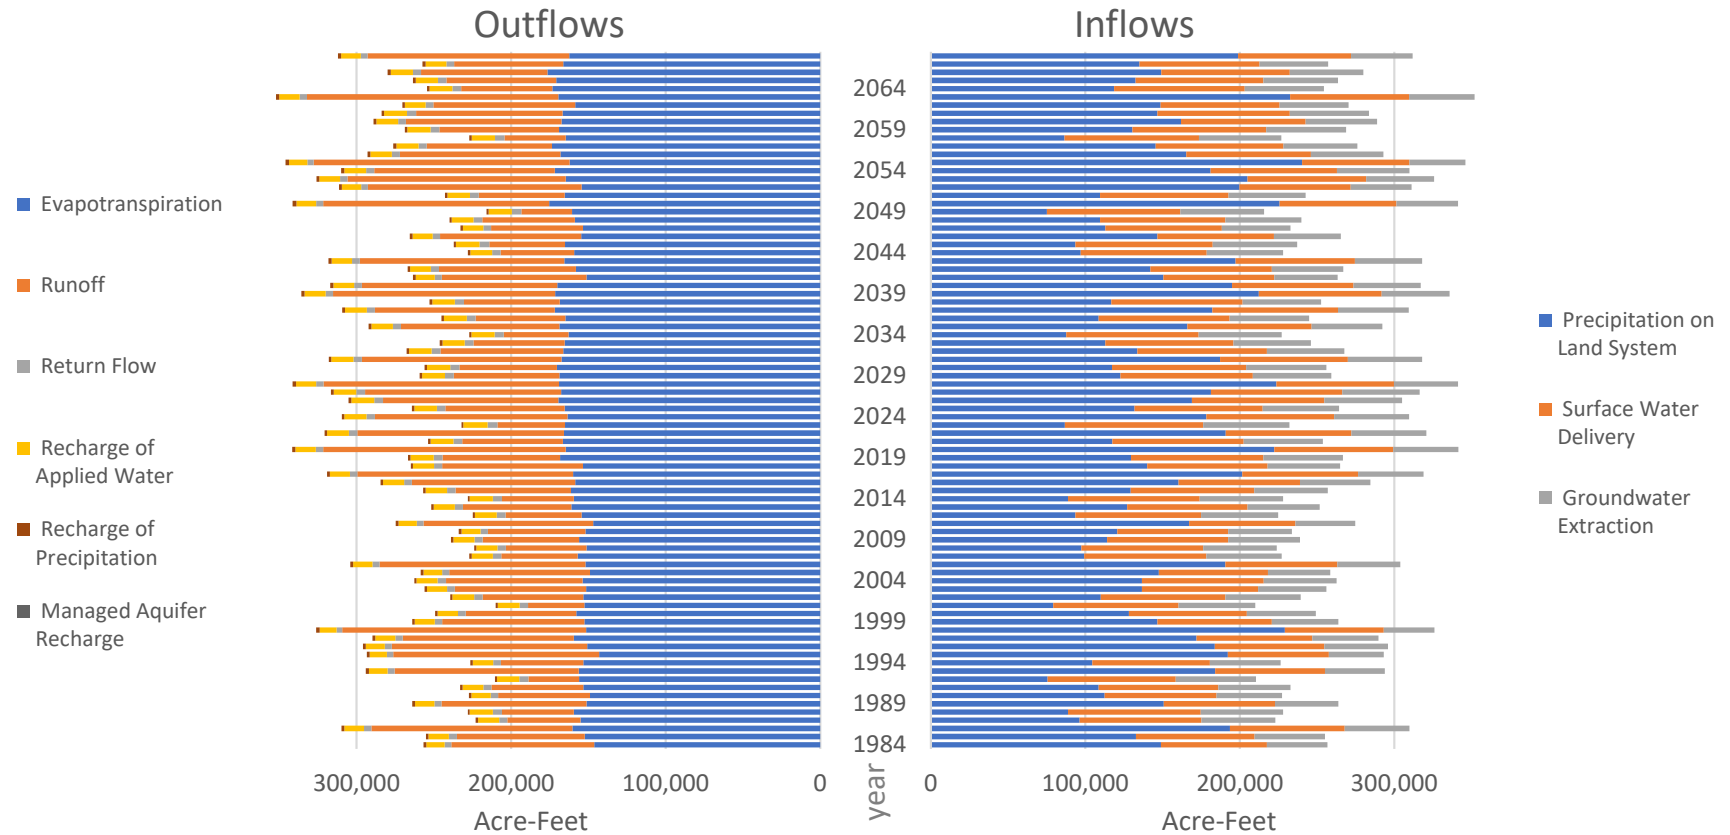 Outflows
Inflows
Evapotranspiration
Runoff
Return Flow
Recharge of
Applied Water
Recharge of
Precipitation
Managed Aquifer
Recharge
2064
2059
2054
2049
2044
2039
2034
2029
2024
2019
2014
2009
2004
1999
1994
1989
1984
year
Precipitation on
Land System
Surface Water
Delivery
Groundwater
Extraction
300,000
200,000
100,000
0
0
100,000
200,000
300,000
Acre-Feet
Acre-Feet